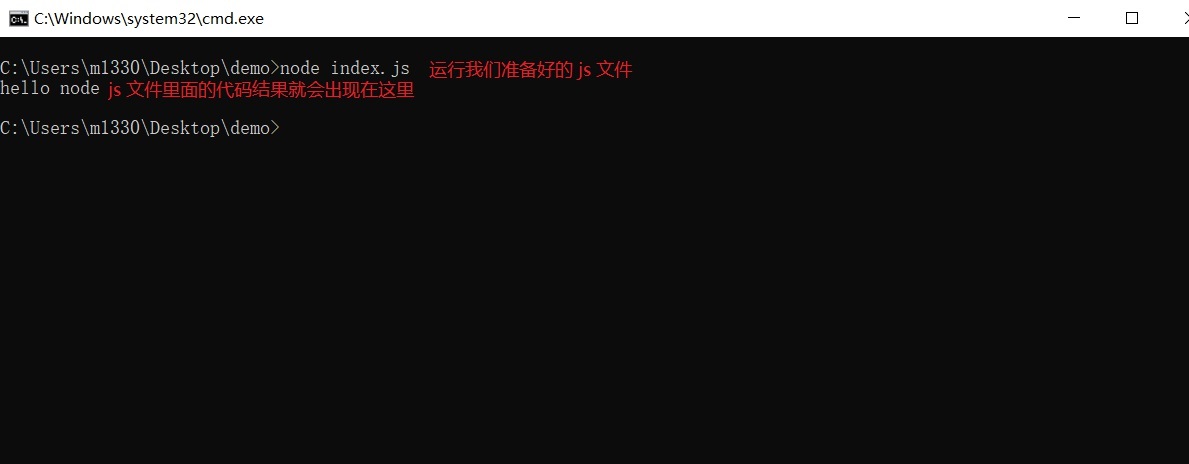 C:\Windows\system32\cmd.exe
C:\Users\m1330\Desktop\demo>node index.js 运行我们准备好的 js 文件
hello node js 文件里面的代码结果就会出现在这里
C:\Users\m1330\Desktop\demo>